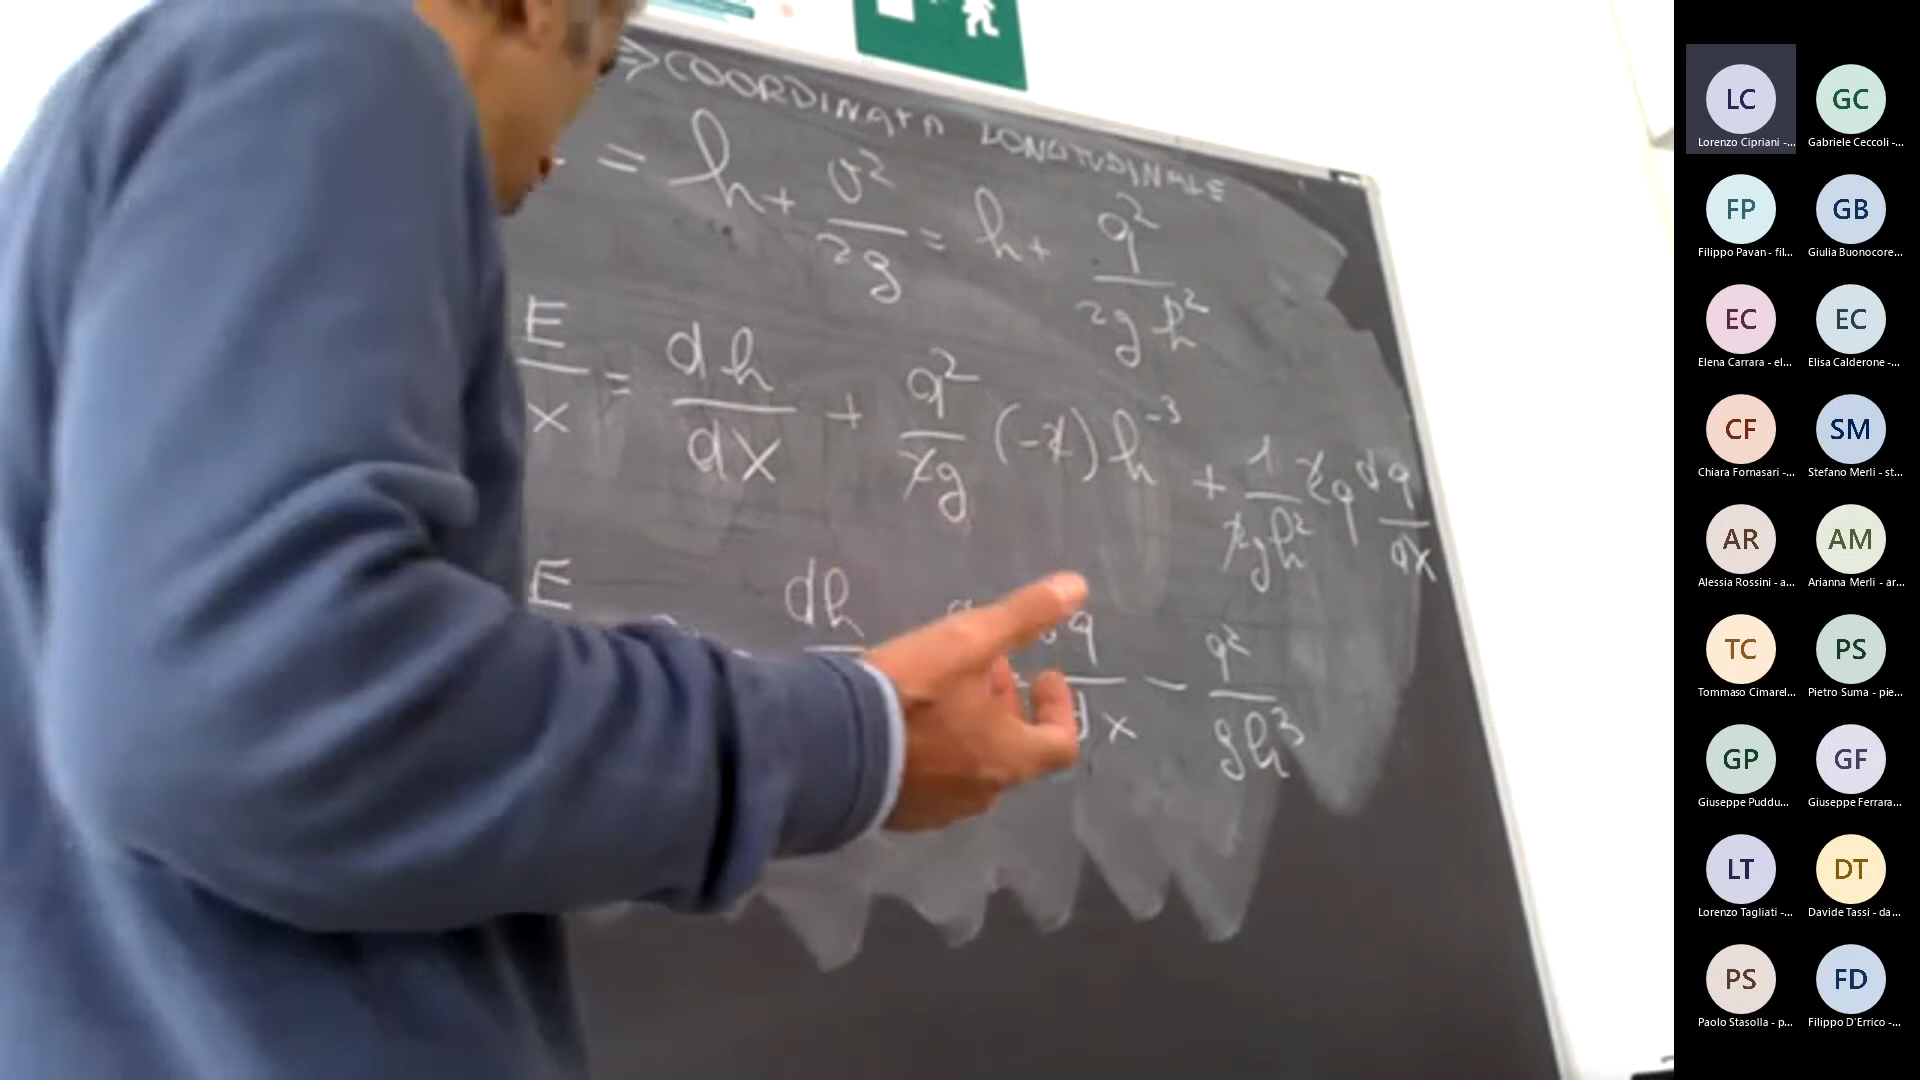 ⇒ COORDINATA LONGITUDINALE
= h + v²/2g = h + q²/2gh²
E/x = dh/dx + q²/2g (-2) h⁻³ + 1/2gh² 2q dq/dx
E dh q/dx − q²/gh³
LC GC
Lorenzo Cipriani -... Gabriele Ceccoli -...
FP GB
Filippo Pavan - fil... Giulia Buonocore...
EC EC
Elena Carrara - el... Elisa Calderone -...
CF SM
Chiara Fornasari -... Stefano Merli - st...
AR AM
Alessia Rossini - a... Arianna Merli - ar...
TC PS
Tommaso Cimarel... Pietro Suma - pie...
GP GF
Giuseppe Puddu... Giuseppe Ferrara...
LT DT
Lorenzo Tagliati -... Davide Tassi - da...
PS FD
Paolo Stasolla - p... Filippo D'Errico -...